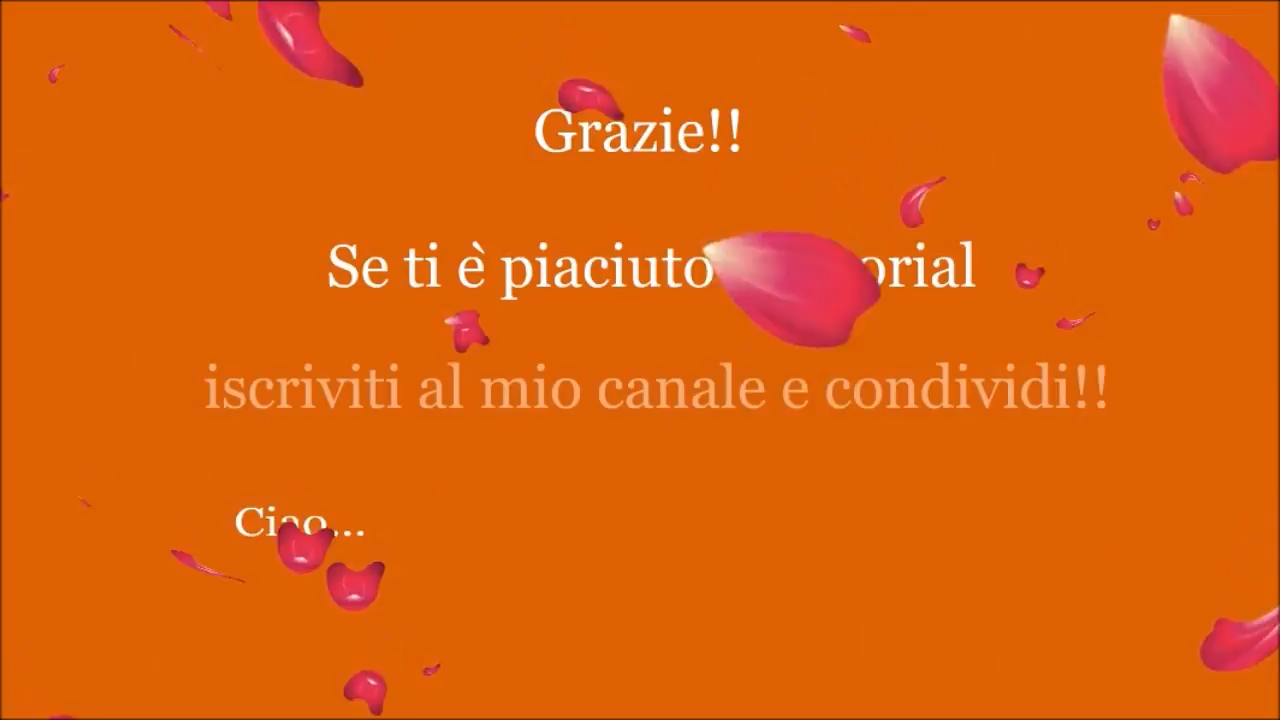 Grazie!!
Se ti è piaciuto
iscriviti al mio canale e condividi!!
Ciao...